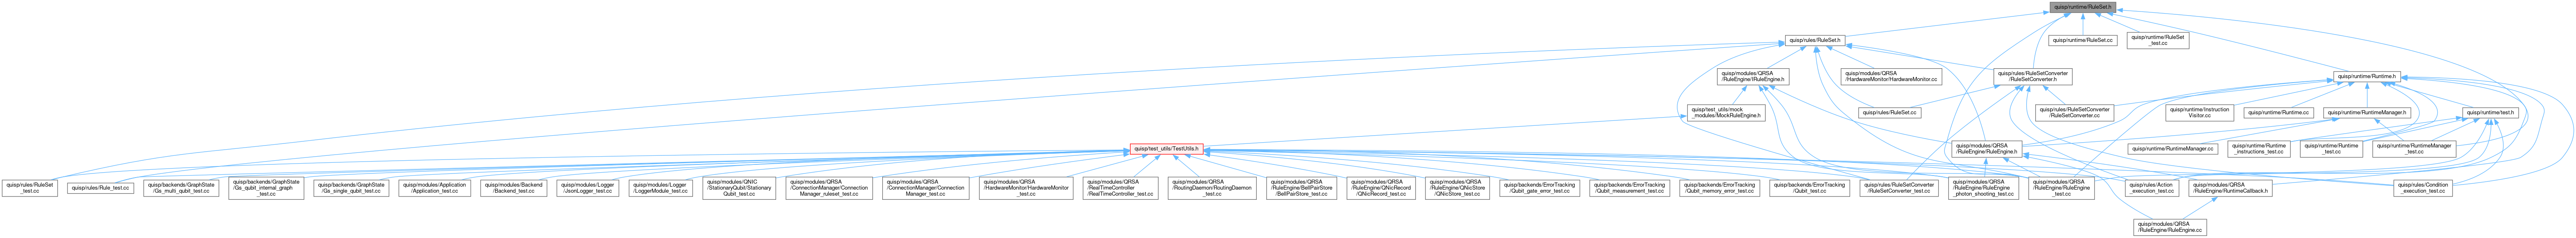 quisp/runtime/RuleSet.h
quisp/rules/RuleSet.h
quisp/runtime/RuleSet.cc
quisp/runtime/RuleSet
_test.cc
quisp/modules/QRSA
/RuleEngine/IRuleEngine.h
quisp/modules/QRSA
/HardwareMonitor/HardwareMonitor.cc
quisp/rules/RuleSetConverter
/RuleSetConverter.h
quisp/runtime/Runtime.h
quisp/test_utils/mock
_modules/MockRuleEngine.h
quisp/rules/RuleSet.cc
quisp/rules/RuleSetConverter
/RuleSetConverter.cc
quisp/runtime/Instruction
Visitor.cc
quisp/runtime/Runtime.cc
quisp/runtime/RuntimeManager.h
quisp/runtime/test.h
quisp/test_utils/TestUtils.h
quisp/modules/QRSA
/RuleEngine/RuleEngine.h
quisp/runtime/RuntimeManager.cc
quisp/runtime/Runtime
_instructions_test.cc
quisp/runtime/Runtime
_test.cc
quisp/runtime/RuntimeManager
_test.cc
quisp/rules/RuleSet
_test.cc
quisp/rules/Rule_test.cc
quisp/backends/GraphState
/Gs_multi_qubit_test.cc
quisp/backends/GraphState
/Gs_qubit_internal_graph
_test.cc
quisp/backends/GraphState
/Gs_single_qubit_test.cc
quisp/modules/Application
/Application_test.cc
quisp/modules/Backend
/Backend_test.cc
quisp/modules/Logger
/JsonLogger_test.cc
quisp/modules/Logger
/LoggerModule_test.cc
quisp/modules/QNIC
/StationaryQubit/Stationary
Qubit_test.cc
quisp/modules/QRSA
/ConnectionManager/Connection
Manager_ruleset_test.cc
quisp/modules/QRSA
/ConnectionManager/Connection
Manager_test.cc
quisp/modules/QRSA
/HardwareMonitor/HardwareMonitor
_test.cc
quisp/modules/QRSA
/RealTimeController
/RealTimeController_test.cc
quisp/modules/QRSA
/RoutingDaemon/RoutingDaemon
_test.cc
quisp/modules/QRSA
/RuleEngine/BellPairStore
/BellPairStore_test.cc
quisp/modules/QRSA
/RuleEngine/QNicRecord
/QNicRecord_test.cc
quisp/modules/QRSA
/RuleEngine/QNicStore
/QNicStore_test.cc
quisp/backends/ErrorTracking
/Qubit_gate_error_test.cc
quisp/backends/ErrorTracking
/Qubit_measurement_test.cc
quisp/backends/ErrorTracking
/Qubit_memory_error_test.cc
quisp/backends/ErrorTracking
/Qubit_test.cc
quisp/rules/RuleSetConverter
/RuleSetConverter_test.cc
quisp/modules/QRSA
/RuleEngine/RuleEngine
_photon_shooting_test.cc
quisp/modules/QRSA
/RuleEngine/RuleEngine
_test.cc
quisp/rules/Action
_execution_test.cc
quisp/modules/QRSA
/RuleEngine/RuntimeCallback.h
quisp/rules/Condition
_execution_test.cc
quisp/modules/QRSA
/RuleEngine/RuleEngine.cc